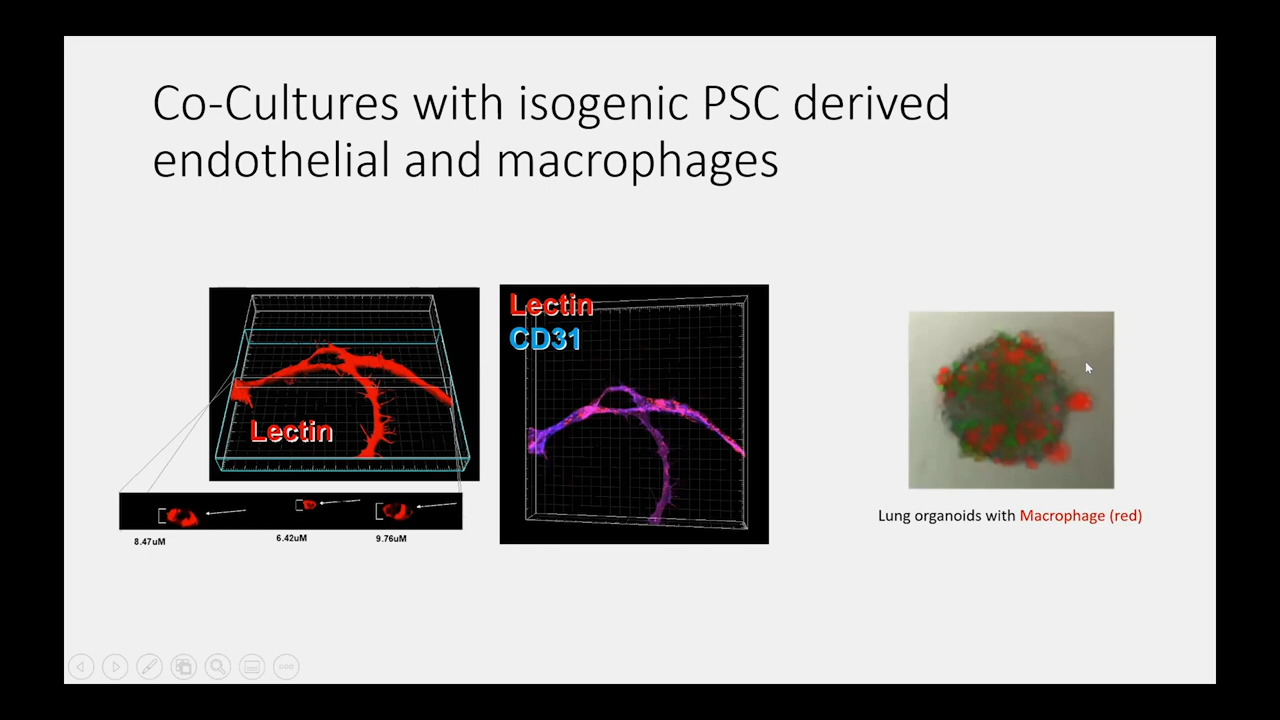 Co-Cultures with isogenic PSC derived
endothelial and macrophages
Lectin
8.47uM
6.42uM
9.76uM
Lectin
CD31
Lung organoids with Macrophage (red)